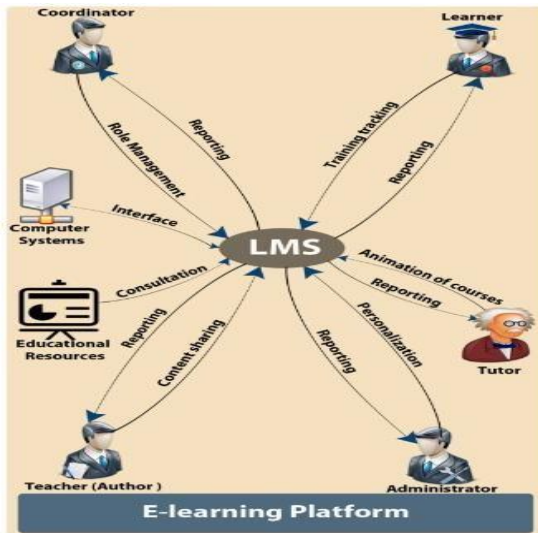 Coordinator
Learner
Role Management
Reporting
Training tracking
Reporting
Computer
Systems
Interface
LMS
Educational
Resources
Consultation
Animation of courses
Reporting
Tutor
Reporting
Content sharing
Reporting
Personalization
Teacher (Author )
Administrator
E-learning Platform